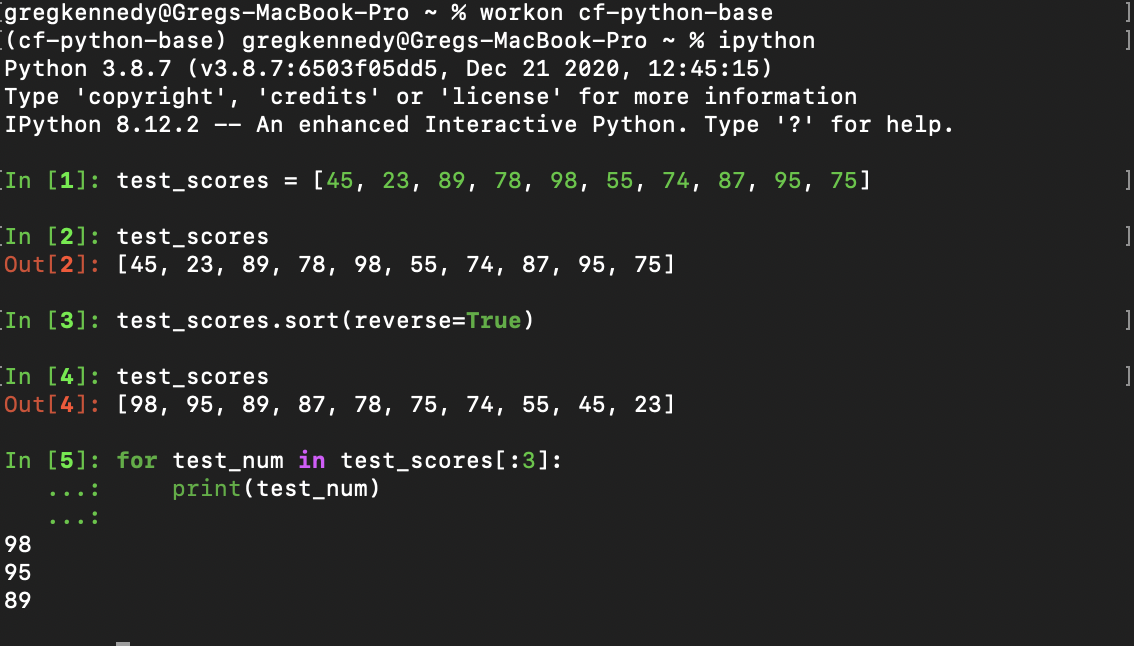 [gregkennedy@Gregs-MacBook-Pro ~ % workon cf-python-base ]
[(cf-python-base) gregkennedy@Gregs-MacBook-Pro ~ % ipython ]
Python 3.8.7 (v3.8.7:6503f05dd5, Dec 21 2020, 12:45:15)
Type 'copyright', 'credits' or 'license' for more information
IPython 8.12.2 -- An enhanced Interactive Python. Type '?' for help.
[In [1]: test_scores = [45, 23, 89, 78, 98, 55, 74, 87, 95, 75] ]
[In [2]: test_scores ]
Out[2]: [45, 23, 89, 78, 98, 55, 74, 87, 95, 75]
[In [3]: test_scores.sort(reverse=True) ]
[In [4]: test_scores ]
Out[4]: [98, 95, 89, 87, 78, 75, 74, 55, 45, 23]
In [5]: for test_num in test_scores[:3]:
...: print(test_num)
...:
98
95
89